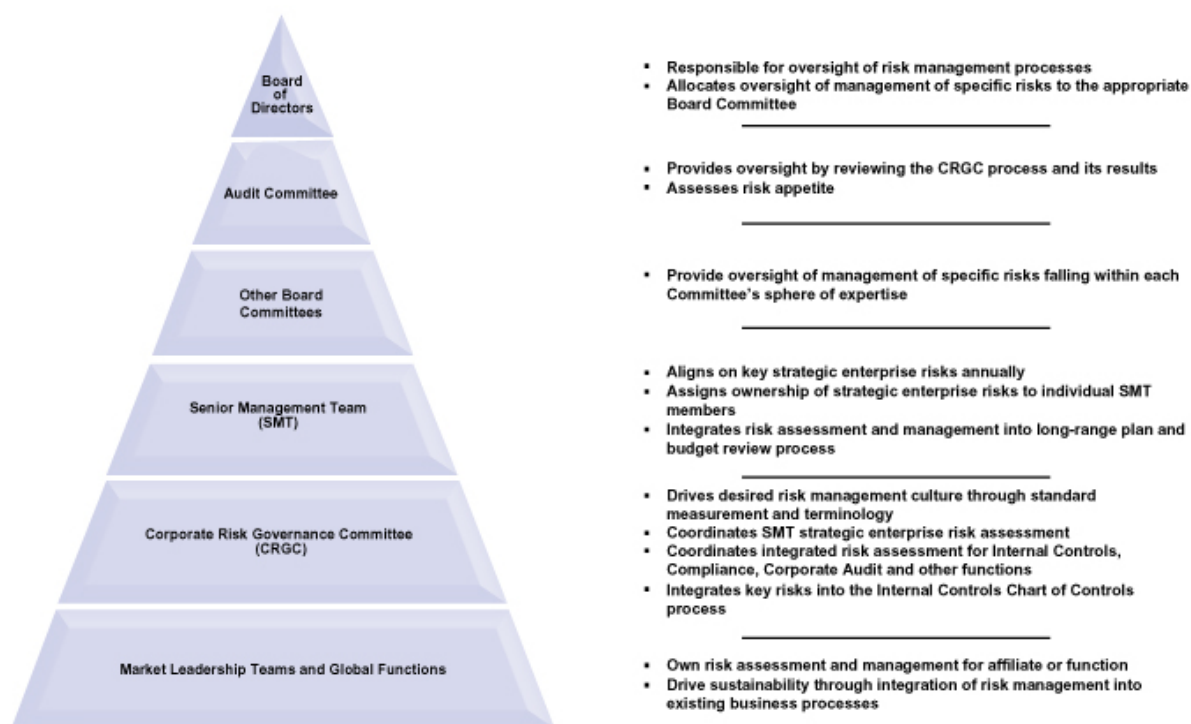 Board
of
Directors
▪ Responsible for oversight of risk management processes
▪ Allocates oversight of management of specific risks to the appropriate
Board Committee
Audit Committee
▪ Provides oversight by reviewing the CRGC process and its results
▪ Assesses risk appetite
Other Board
Committees
▪ Provide oversight of management of specific risks falling within each
Committee's sphere of expertise
Senior Management Team
(SMT)
▪ Aligns on key strategic enterprise risks annually
▪ Assigns ownership of strategic enterprise risks to individual SMT
members
▪ Integrates risk assessment and management into long-range plan and
budget review process
Corporate Risk Governance Committee
(CRGC)
▪ Drives desired risk management culture through standard
measurement and terminology
▪ Coordinates SMT strategic enterprise risk assessment
▪ Coordinates integrated risk assessment for Internal Controls,
Compliance, Corporate Audit and other functions
▪ Integrates key risks into the Internal Controls Chart of Controls
process
Market Leadership Teams and Global Functions
▪ Own risk assessment and management for affiliate or function
▪ Drive sustainability through integration of risk management into
existing business processes